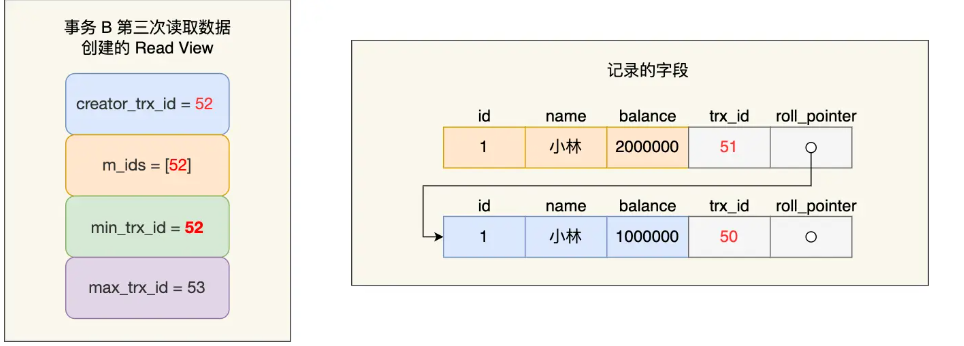 事务 B 第三次读取数据
创建的 Read View
creator_trx_id = 52
m_ids = [52]
min_trx_id = 52
max_trx_id = 53
记录的字段
id name balance trx_id roll_pointer
1 小林 2000000 51
id name balance trx_id roll_pointer
1 小林 1000000 50